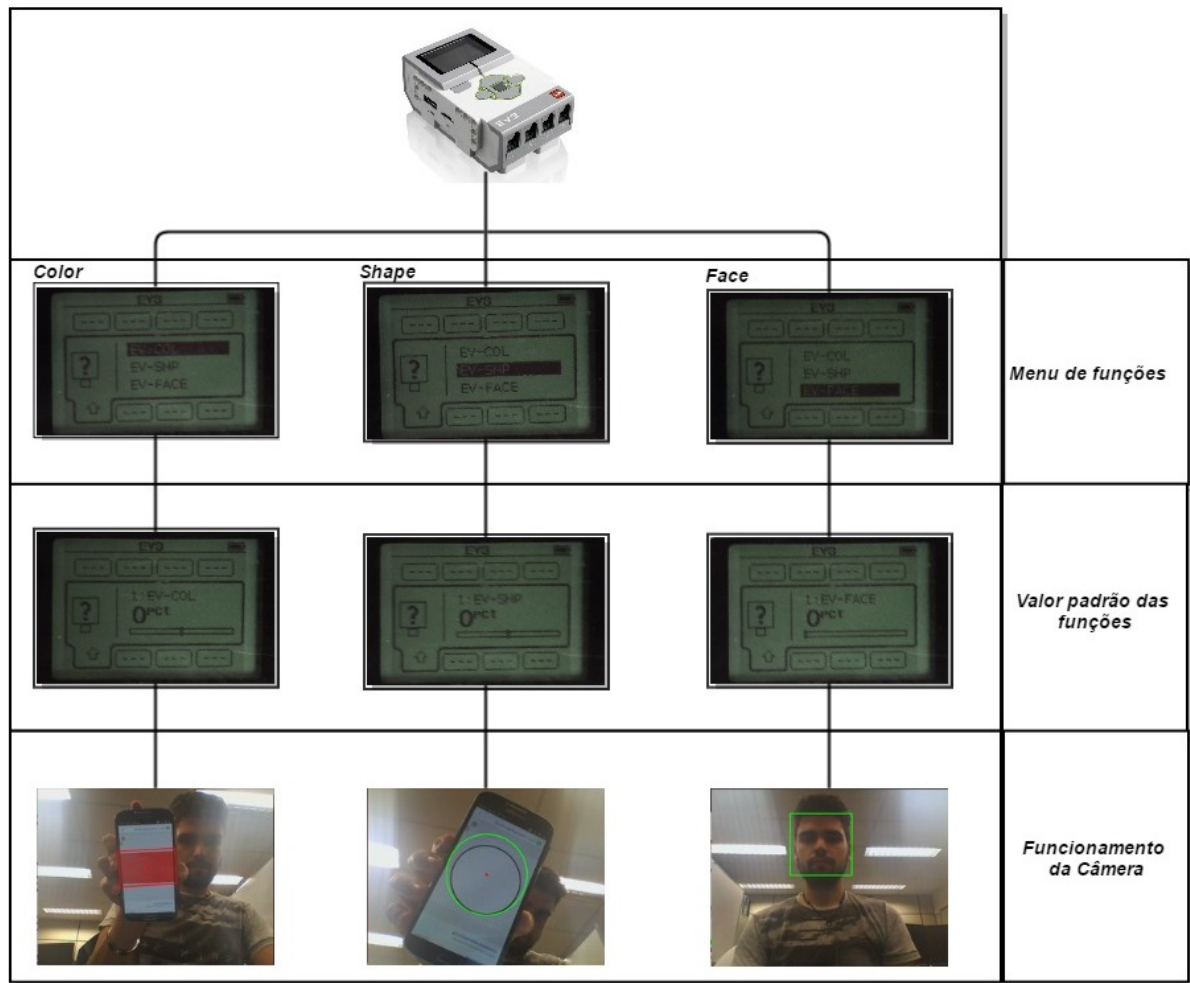 EV3
Color
Shape
Face
EV3
EV-COL
EV-SHP
EV-FACE
EV3
EV-COL
EV-SHP
EV-FACE
EV3
EV-COL
EV-SHP
EV-FACE
Menu de funções
EV3
1:EV-COL
0pct
EV3
1:EV-SHP
0pct
EV3
1:EV-FACE
0pct
Valor padrão das
funções
Funcionamento
da Câmera